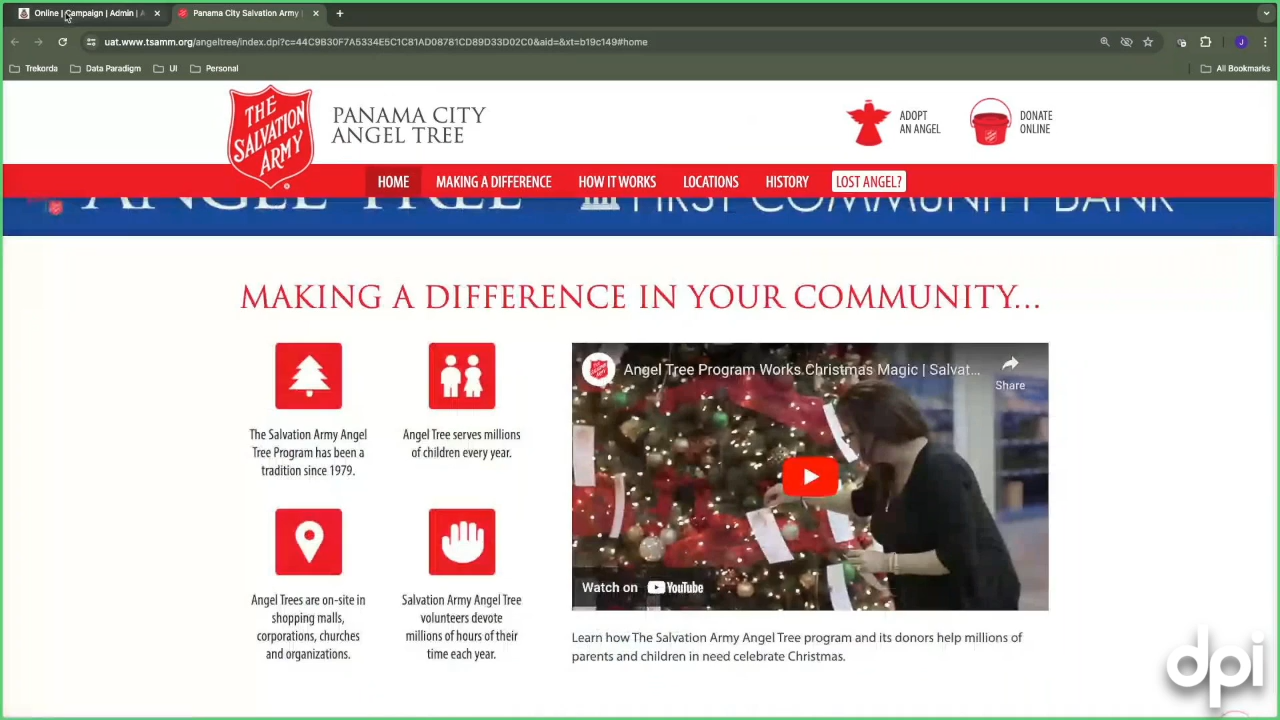 Online | Campaign | Admin |
Panama City Salvation Army |
uat.www.tsamm.org/angeltree/index.dpi?c=44C9B30F7A5334E5C1C81AD08781CD89D33D02C0&aid=&xt=b19c149#home
J
Trekorda
Data Paradigm
UI
Personal
All Bookmarks
THE
SALVATION
ARMY
PANAMA CITY
ANGEL TREE
ADOPT
AN ANGEL
DONATE
ONLINE
HOME
MAKING A DIFFERENCE
HOW IT WORKS
LOCATIONS
HISTORY
LOST ANGEL?
ANGEL TREE
FIRST COMMUNITY BANK
MAKING A DIFFERENCE IN YOUR COMMUNITY...
The Salvation Army Angel
Tree Program has been a
tradition since 1979.
Angel Tree serves millions
of children every year.
Angel Trees are on-site in
shopping malls,
corporations, churches
and organizations.
Salvation Army Angel Tree
volunteers devote
millions of hours of their
time each year.
Angel Tree Program Works Christmas Magic | Salvat...
Share
Watch on YouTube
Learn how The Salvation Army Angel Tree program and its donors help millions of
parents and children in need celebrate Christmas.
dpi